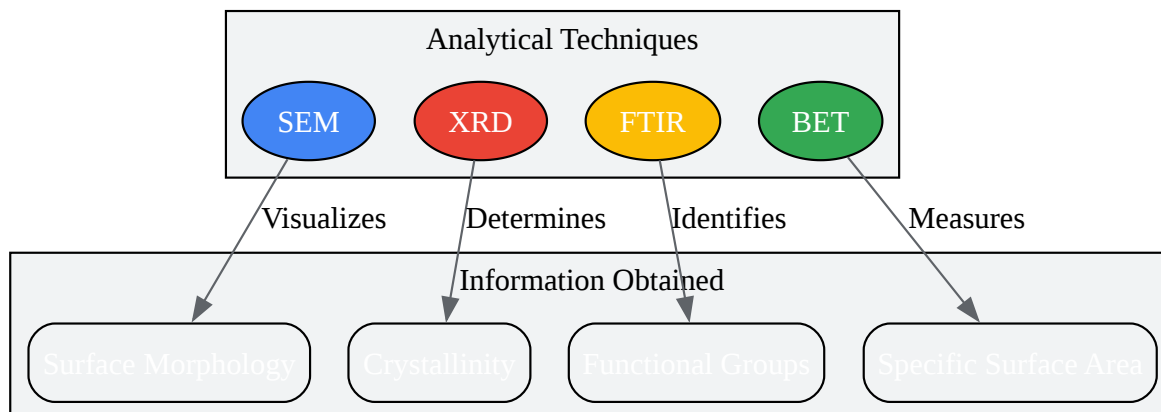 Analytical Techniques
SEM XRD FTIR BET
Visualizes Determines Identifies Measures
Information Obtained
Surface Morphology Crystallinity Functional Groups Specific Surface Area